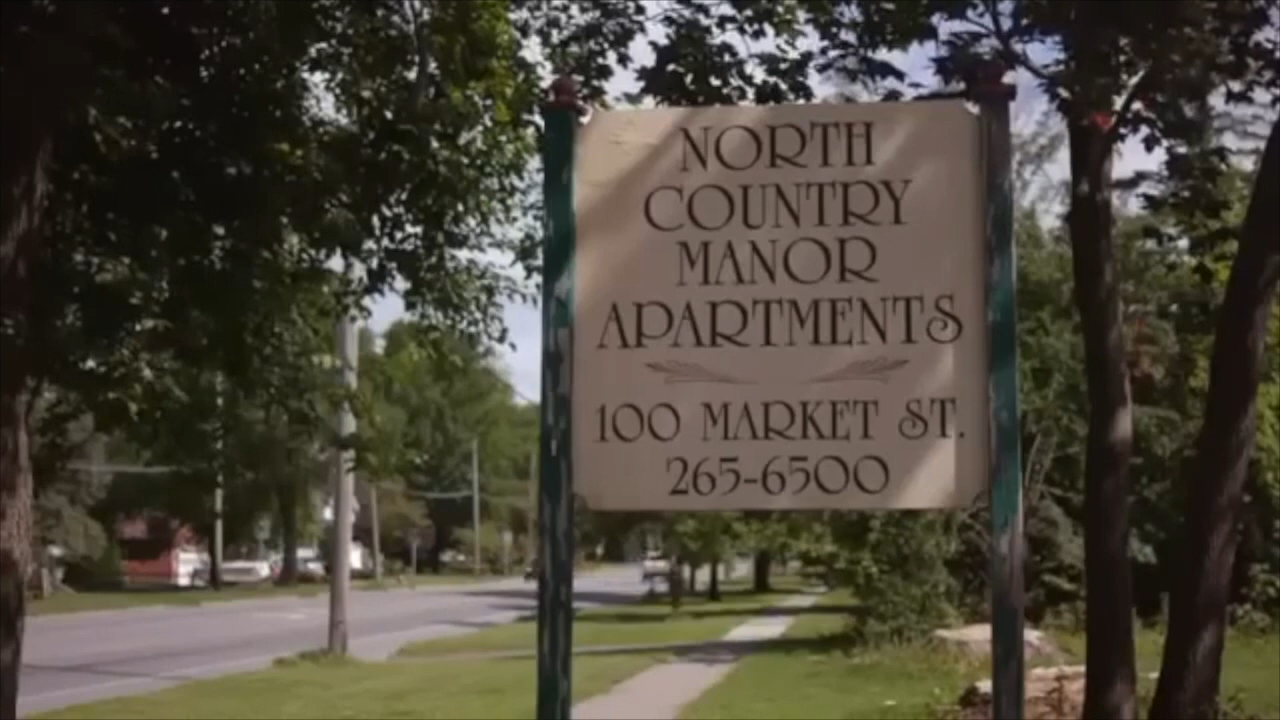 NORTH
COUNTRY
MANOR
APARTMENTS
100 MARKET ST.
265-6500